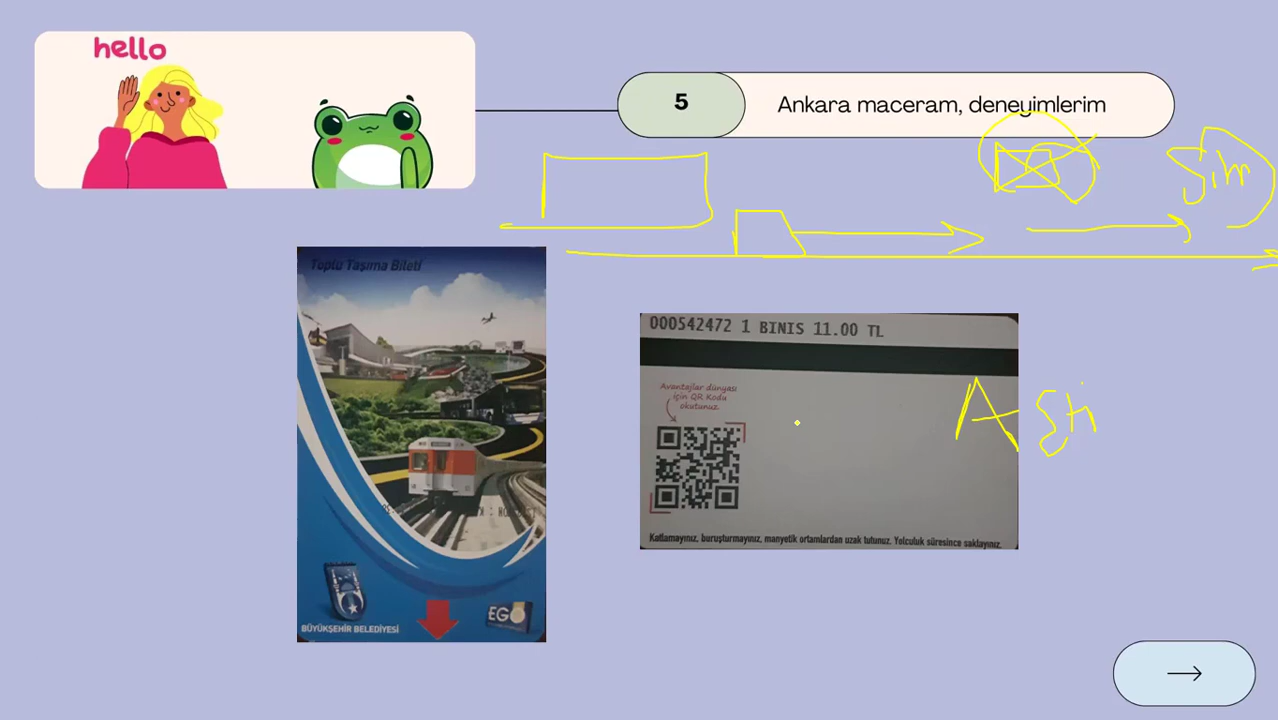 hello
5
Ankara maceram, deneyimlerim
Toplu Taşıma Bileti
BÜYÜKŞEHİR BELEDİYESİ
EGO
000542472 1 BINIS 11.00 TL
Avantajlar dünyası
için QR Kodu
okutunuz.
Katlamayınız, buruşturmayınız, manyetik ortamlardan uzak tutunuz. Yolculuk süresince saklayınız.
AŞti